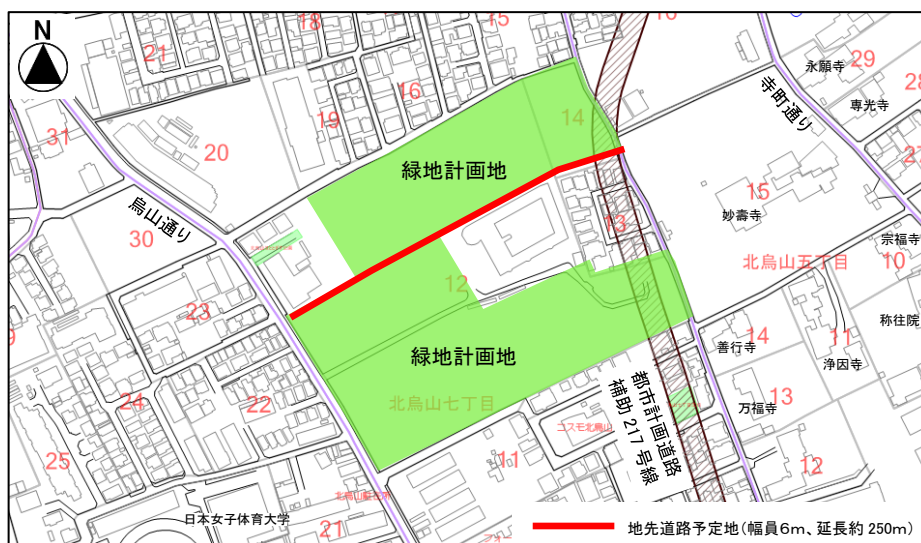 N
21
18
15
16
永願寺
29
28
専光寺
寺町通り
16
14
31
19
20
緑地計画地
27
15
妙壽寺
烏山通り
30
13
宗福寺
北烏山五丁目
10
12
23
称往院
緑地計画地
善行寺
14
11
浄因寺
24
22
北烏山七丁目
都市計画道路
補助217号線
万福寺
13
コスモ北烏山
25
11
12
日本女子体育大学
21
地先道路予定地(幅員6m、延長約250m)